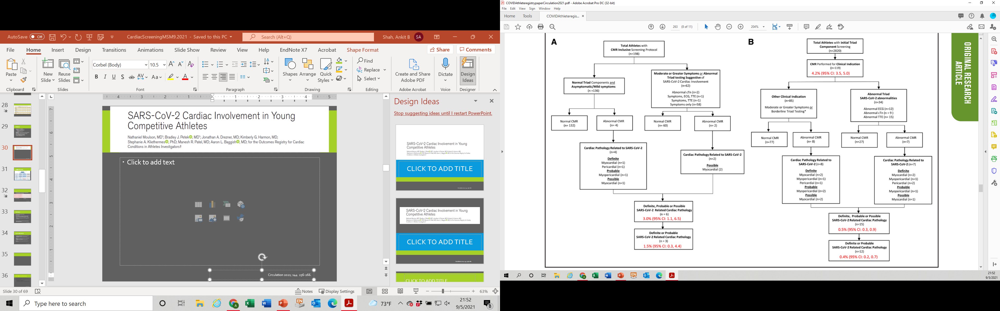 AutoSave Off
CardiacScreeningMSM9.2021 - Saved to this PC
Search (Alt+Q)
Shah, Ankit B SA
File Home Insert Design Transitions Animations Slide Show Review View Help EndNote X7 Acrobat Shape Format
Share Comments
Paste
Clipboard
New Slide
Reuse Slides
Slides
Corbel (Body) 10.5
B I U S ab AV Aa A
Font
Paragraph
Shapes Arrange Quick Styles
Drawing
Find
Replace
Select
Editing
Create and Share Adobe PDF
Adobe Acrobat
Dictate
Voice
Design Ideas
Designer
28
29
30
31
32
33
34
35
36
4 3 2 1 1 2 3 4 5
7
6
5
4
3
2
1
SARS-CoV-2 Cardiac Involvement in Young
Competitive Athletes
Nathaniel Moulson, MD*; Bradley J. Petek, MD*; Jonathan A. Drezner, MD; Kimberly G. Harmon, MD;
Stephanie A. Kliethermes, PhD; Manesh R. Patel, MD; Aaron L. Baggish, MD; for the Outcomes Registry for Cardiac
Conditions in Athletes Investigators†
Click to add text
Circulation 2021; 144: 256-266.
Design Ideas
Stop suggesting ideas until I restart PowerPoint.
SARS-CoV-2 Cardiac Involvement in Young
Competitive Athletes
CLICK TO ADD TITLE
SARS-CoV-2 Cardiac Involvement in Young
Competitive Athletes
CLICK TO ADD TITLE
CLICK TO ADD TITLE
Slide 30 of 69
Notes Display Settings 63%
Type here to search
73°F
21:52
9/5/2021
8
COVIDAthleteregistrypaperCirculation2021.pdf - Adobe Acrobat Pro DC (32-bit)
File Edit View Sign Window Help
Home Tools COVIDAthleteregis... ×
263 (8 of 11) 204%
ORIGINAL RESEARCH
ARTICLE
A
Total Athletes with
CMR Inclusive Screening Protocol
(n=198)
Normal Triad Components and
Asymptomatic/Mild symptoms
(n =136)
Moderate or Greater Symptoms or Abnormal
Triad testing Suggestive of
SARS-CoV-2 Cardiac Involvement
(n=62)
Abnormal cTn (n=2)
Symptoms, ECG, TTE (n=1)
Symptoms, TTE (n=1)
Symptoms only (n=58)
Normal CMR
(n= 132)
Abnormal CMR
(n= 4)
Normal CMR
(n= 60)
Abnormal CMR
(n= 2)
Cardiac Pathology Related to SARS-CoV-2
(n=4)
Definite
Myocardial (n=1)
Pericardial (n=1)
Probable
Myopericardial (n=1)
Possible
Myocardial (n=1)
Cardiac Pathology Related to SARS-CoV-2
(n=2)
Possible
Myocardial (2)
Definite, Probable or Possible
SARS-CoV-2 Related Cardiac Pathology
(n = 6)
3.0% (95% CI: 1.1, 6.5)
Definite or Probable
SARS-CoV-2 Related Cardiac Pathology
(n = 3)
1.5% (95% CI: 0.3, 4.4)
B
Total Athletes with initial Triad
Component Screening
(n=2820)
CMR Performed for Clinical Indication
(n=119)
4.2% (95% CI: 3.5, 5.0)
Other Clinical Indication
(n=85)
Moderate or Greater Symptoms or
Borderline Triad Testing*
Abnormal Triad
SARS-CoV-2 abnormalities
(n=34)
Abnormal ECG (n=12)
Abnormal cTn (n = 9 )
Abnormal TTE (n= 15)
Normal CMR
(n=77)
Abnormal CMR
(n= 8)
Normal CMR
(n=27)
Abnormal CMR
(n=7)
Cardiac Pathology Related to
SARS-CoV-2 (n=8)
Definite
Myocardial (n=2)
Myopericardial (n=1)
Pericardial (n=1)
Probable
Myopericardial (n=2)
Possible
Myocardial (n=2)
Cardiac Pathology Related to
SARS-CoV-2 (n=7)
Definite
Myocardial (n=2)
Myopericardial (n=1)
Pericardial (n=2)
Probable
Myopericardial (n=1)
Possible
Myocardial (n=1)
Definite, Probable or Possible
SARS-CoV-2 Related Cardiac Pathology
(n=15)
0.5% (95% CI: 0.3, 0.9)
Definite or Probable
SARS-CoV-2 Related Cardiac Pathology
(n=12)
0.4% (95% CI: 0.2, 0.7)
21:52
9/5/2021